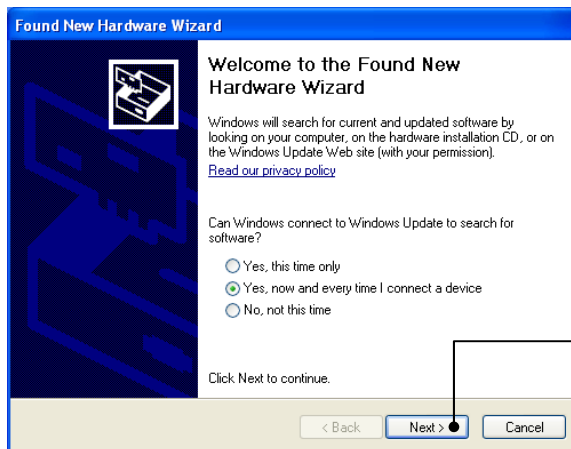 Found New Hardware Wizard
Welcome to the Found New
Hardware Wizard
Windows will search for current and updated software by
looking on your computer, on the hardware installation CD, or on
the Windows Update Web site (with your permission).
Read our privacy policy
Can Windows connect to Windows Update to search for
software?
Yes, this time only
Yes, now and every time I connect a device
No, not this time
Click Next to continue.
< Back Next > Cancel